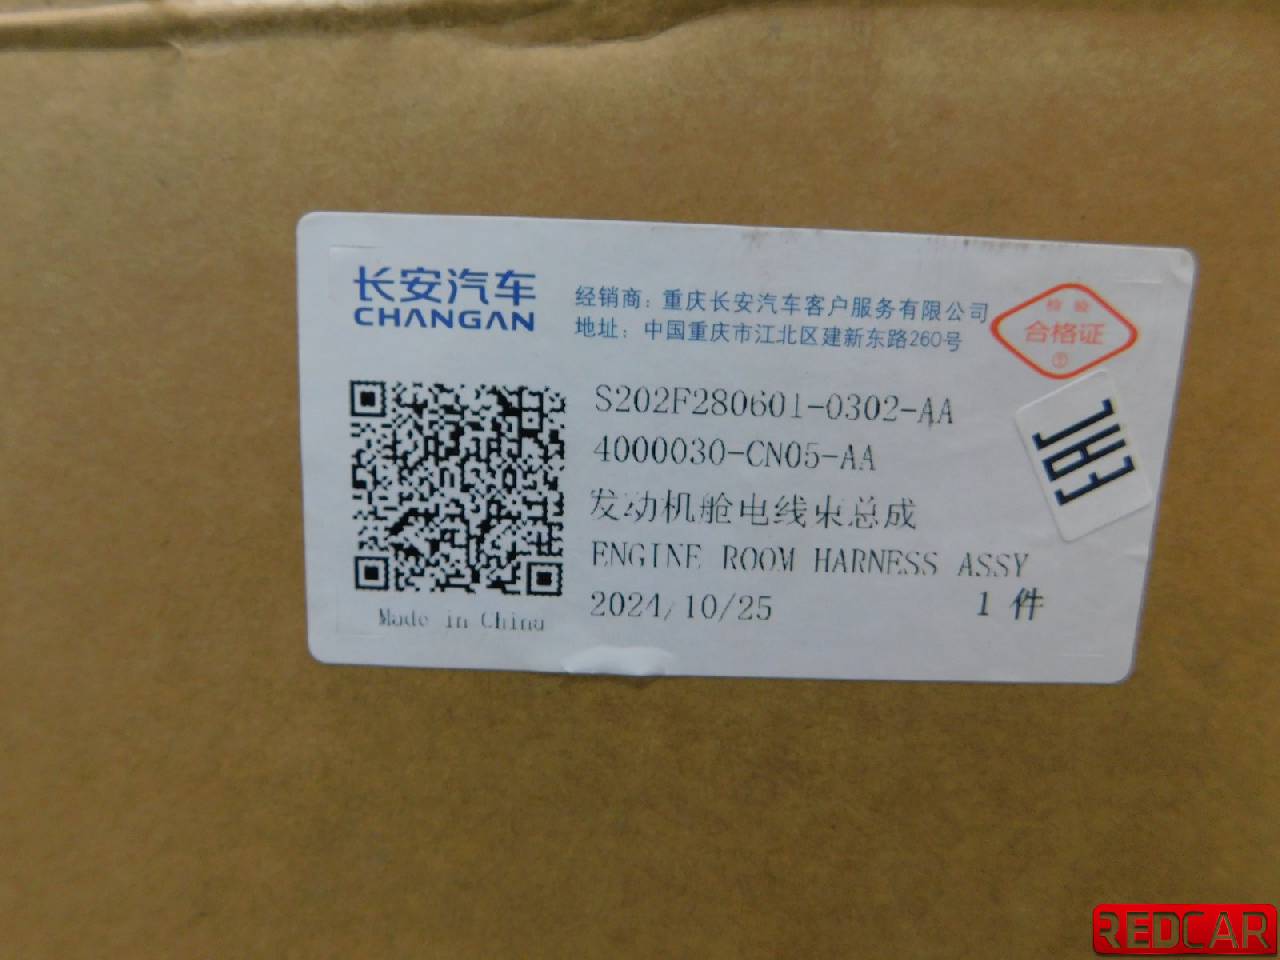 长安汽车
CHANGAN
经销商：重庆长安汽车客户服务有限公司
地址：中国重庆市江北区建新东路260号
检 验
合格证
S202F280601-0302-AA
4000030-CN05-AA
发动机舱电线束总成
ENGINE ROOM HARNESS ASSY
2024/10/25
1 件
Made in China
REDCAR